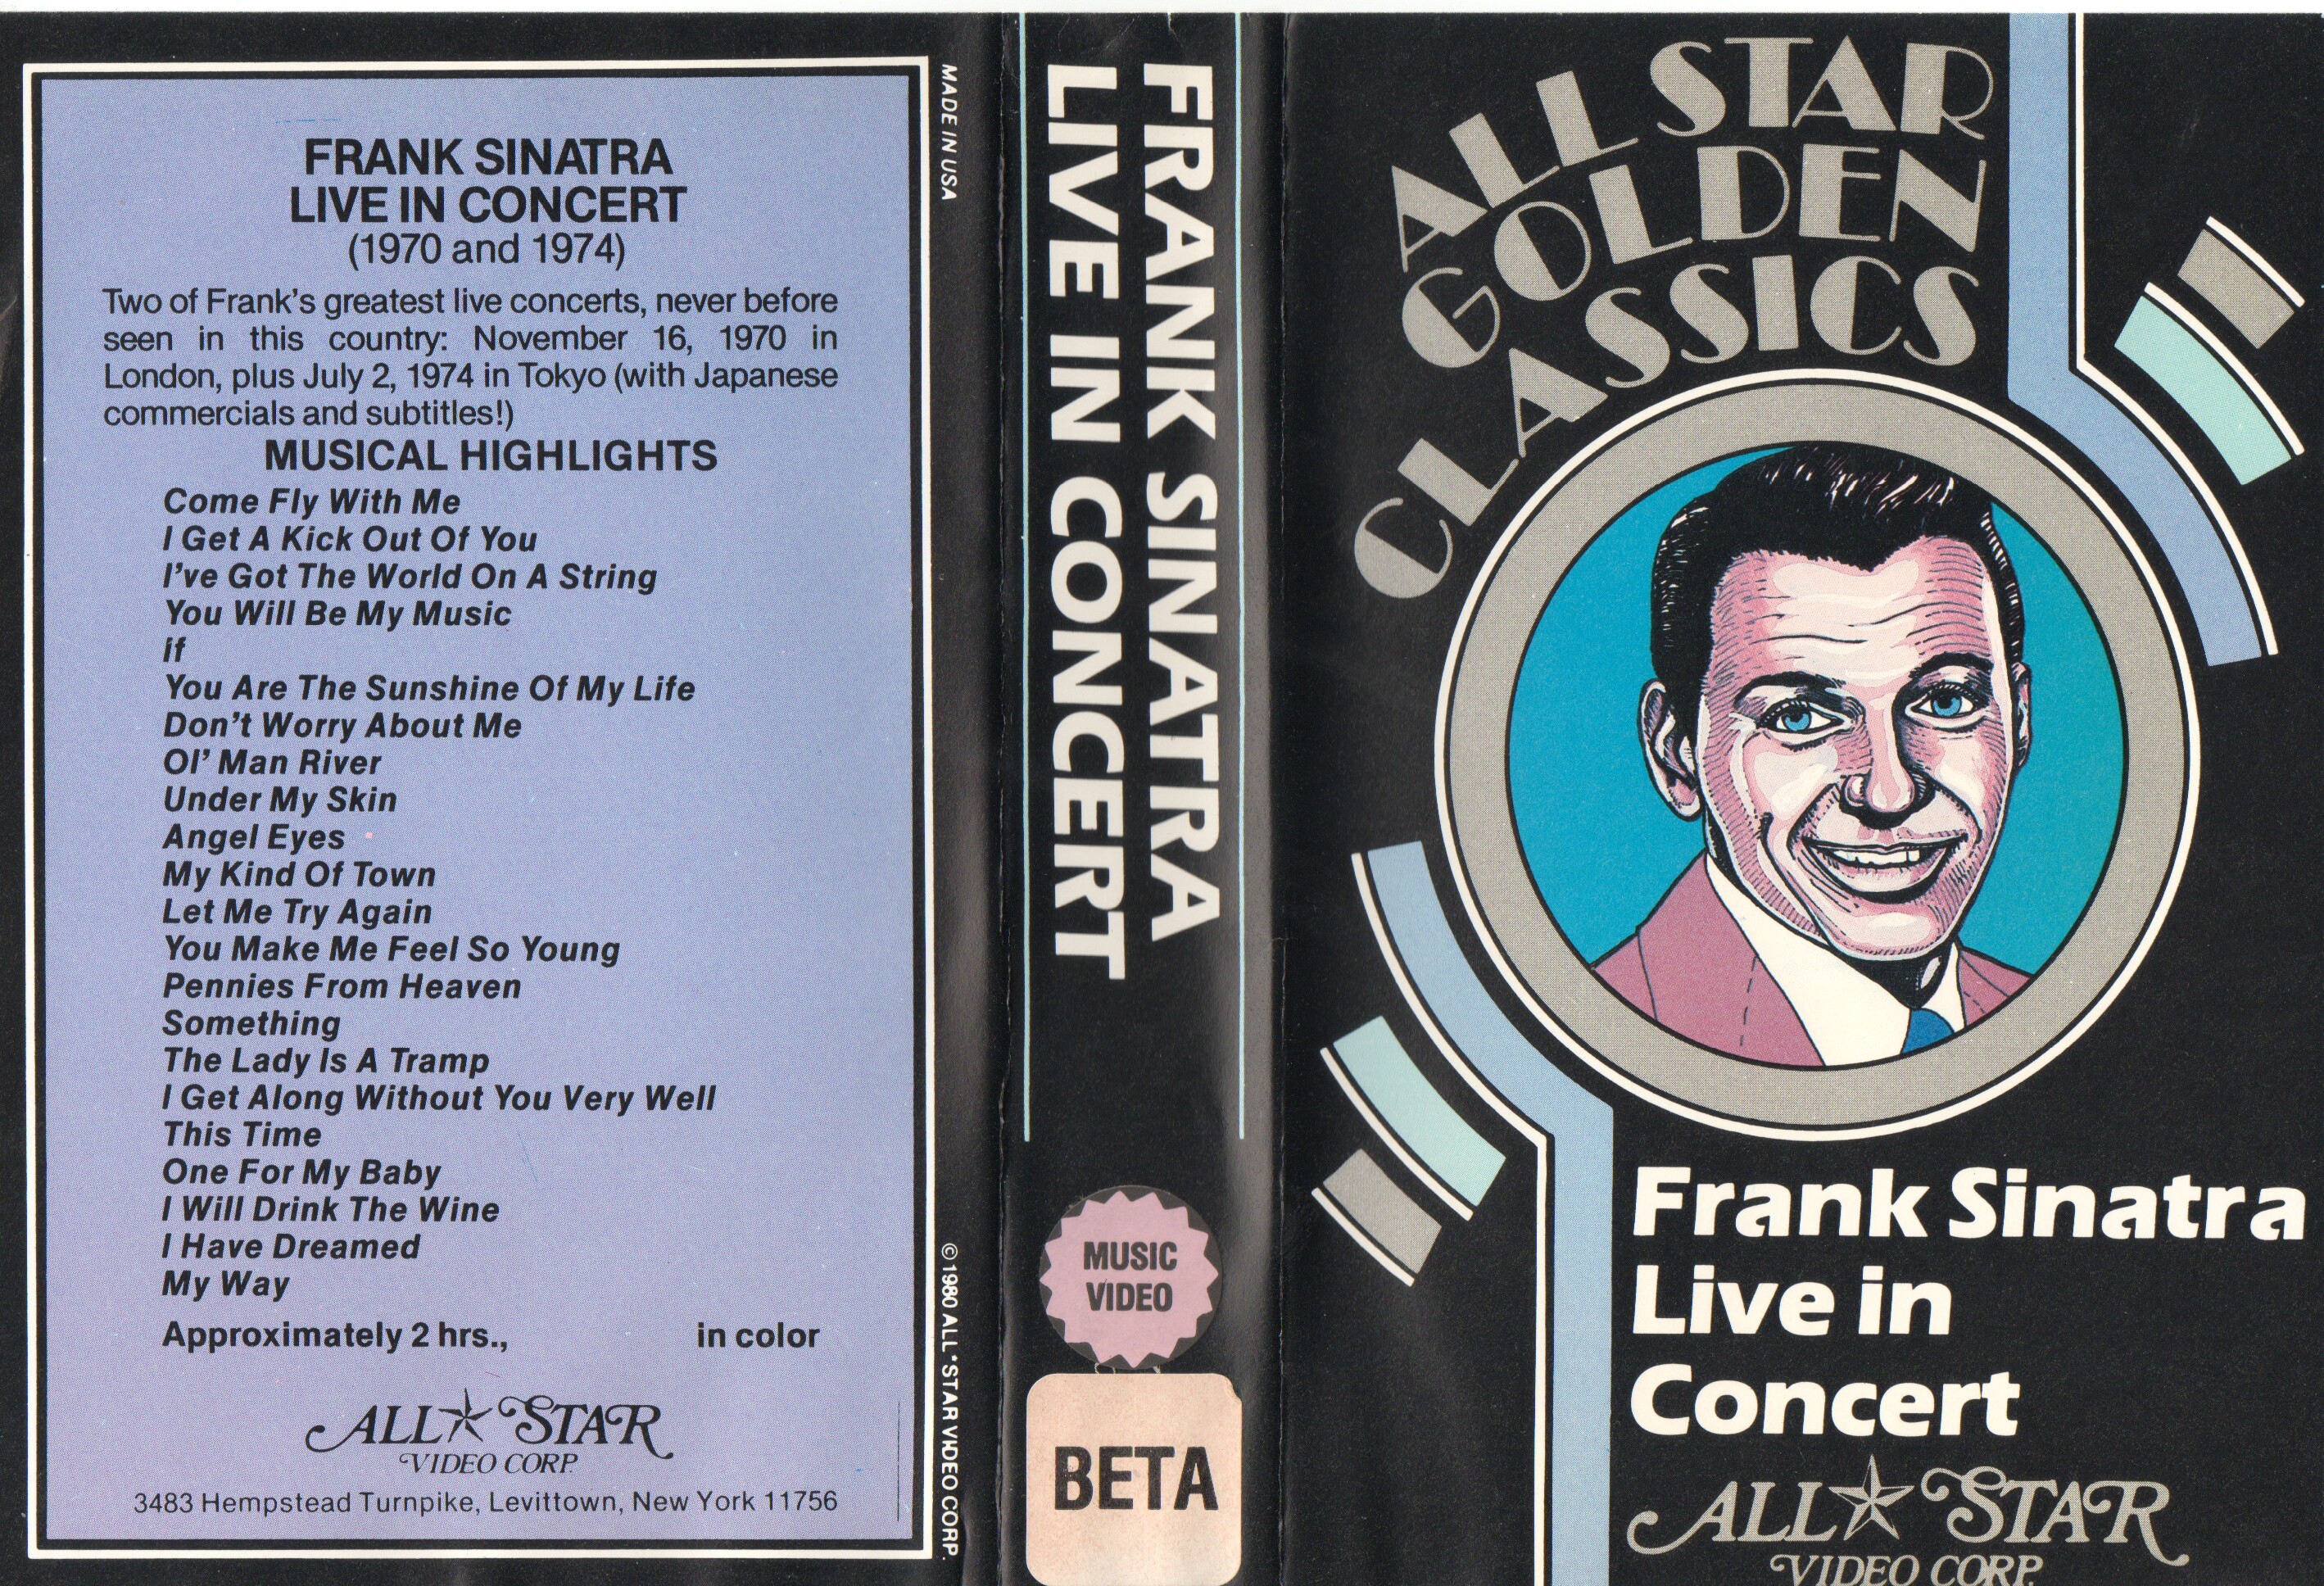 FRANK SINATRA
LIVE IN CONCERT
(1970 and 1974)
Two of Frank's greatest live concerts, never before
seen in this country: November 16, 1970 in
London, plus July 2, 1974 in Tokyo (with Japanese
commercials and subtitles!)
MUSICAL HIGHLIGHTS
Come Fly With Me
I Get A Kick Out Of You
I've Got The World On A String
You Will Be My Music
If
You Are The Sunshine Of My Life
Don't Worry About Me
Ol' Man River
Under My Skin
Angel Eyes
My Kind Of Town
Let Me Try Again
You Make Me Feel So Young
Pennies From Heaven
Something
The Lady Is A Tramp
I Get Along Without You Very Well
This Time
One For My Baby
I Will Drink The Wine
I Have Dreamed
My Way
Approximately 2 hrs., in color
ALL★STAR
VIDEO CORP.
3483 Hempstead Turnpike, Levittown, New York 11756
MADE IN USA
© 1980 ALL * STAR VIDEO CORP.
FRANK SINATRA
LIVE IN CONCERT
MUSIC
VIDEO
BETA
ALL STAR
GOLDEN
CLASSICS
Frank Sinatra
Live in
Concert
ALL★STAR
VIDEO CORP.